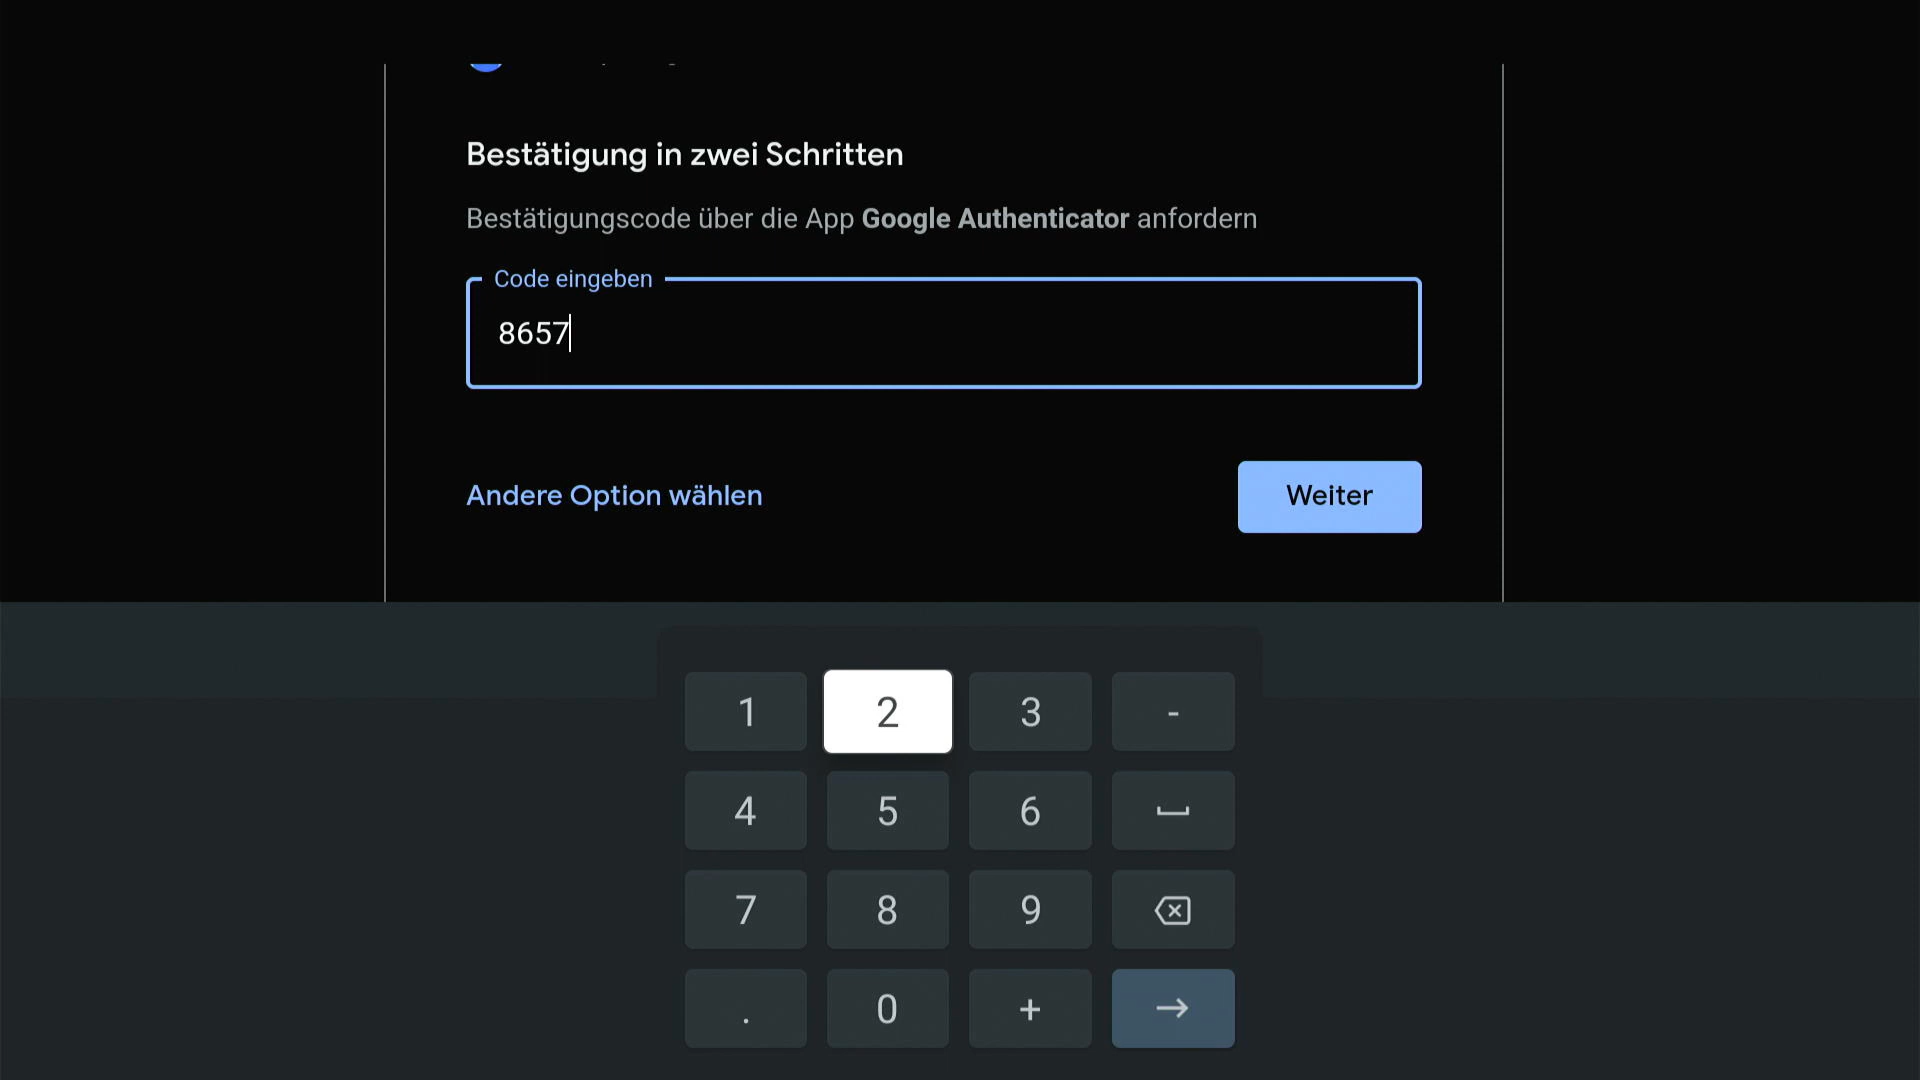 Bestätigung in zwei Schritten
Bestätigungscode über die App Google Authenticator anfordern
Code eingeben
8657
Andere Option wählen
Weiter
1 2 3 -
4 5 6
7 8 9
. 0 +